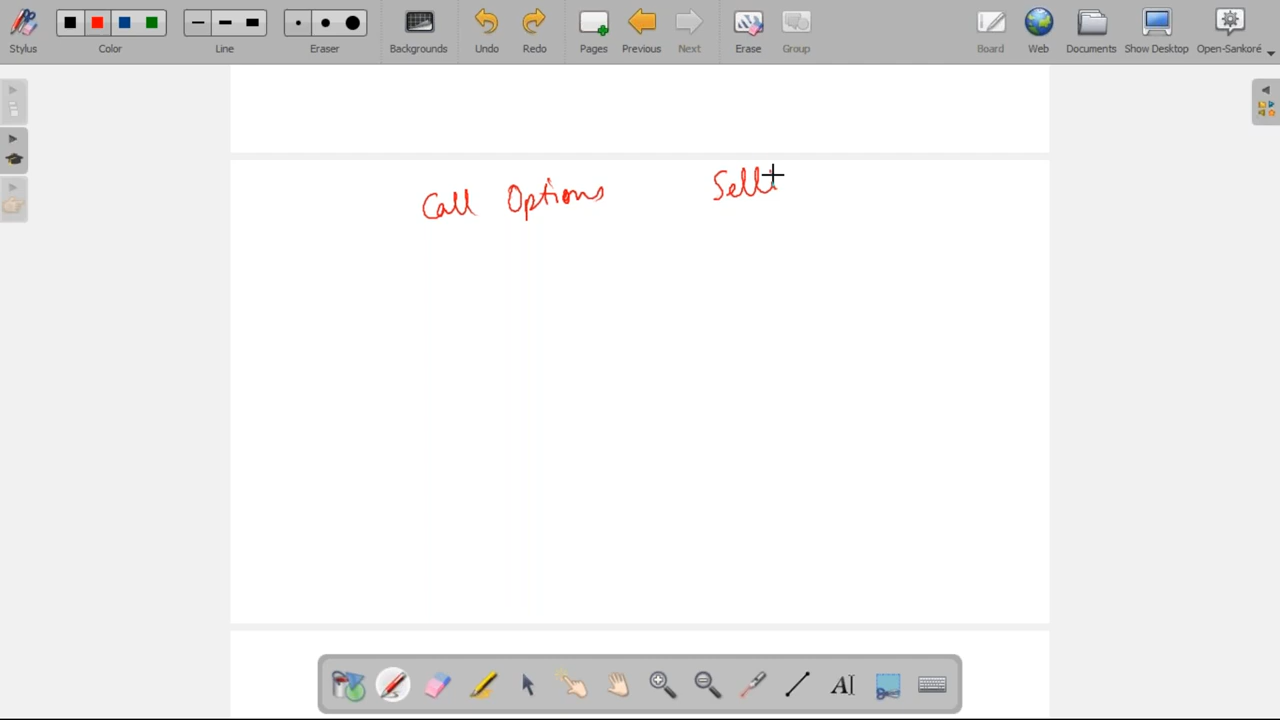 Stylus Color Line Eraser Backgrounds Undo Redo Pages Previous Next Erase Group Board Web Documents Show Desktop Open-Sankoré
Call Options
AI